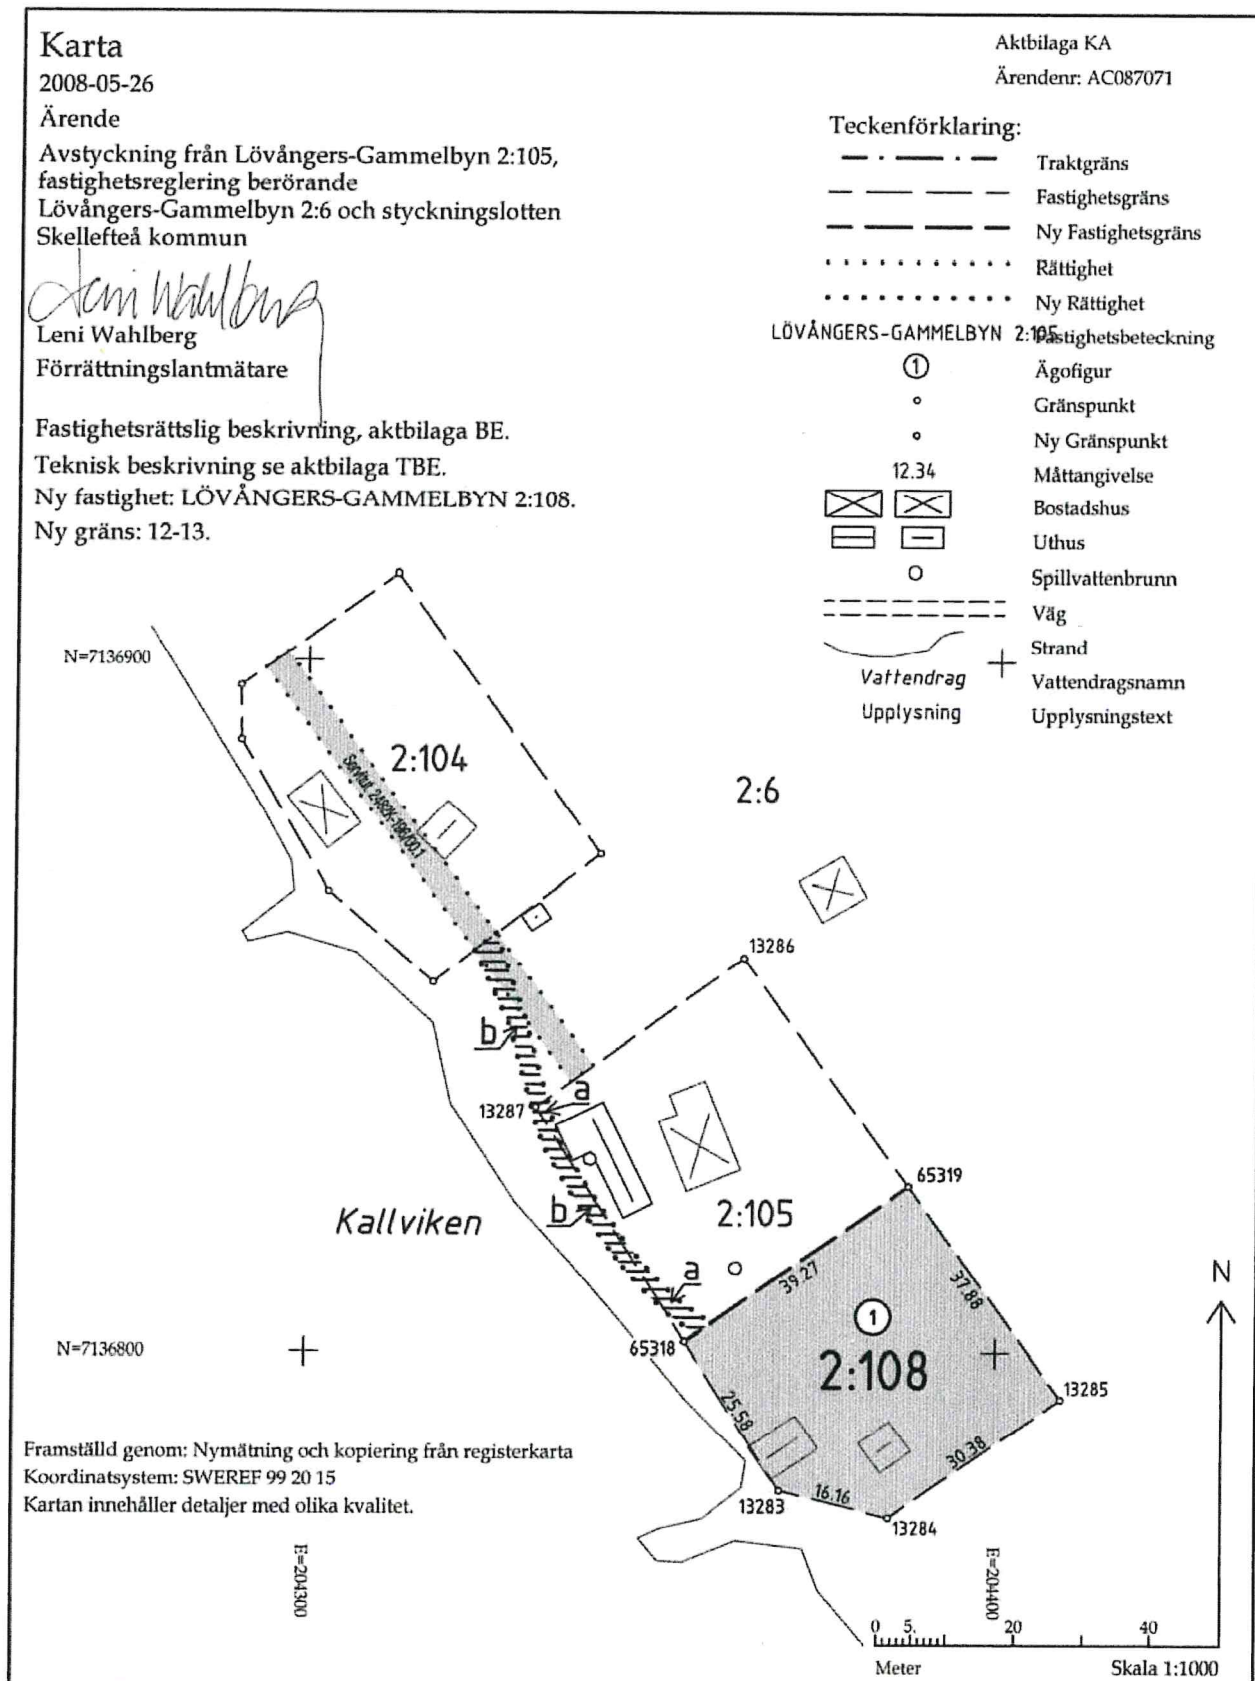 Karta
2008-05-26
Ärende
Avstyckning från Lövångers-Gammelbyn 2:105,
fastighetsreglering berörande
Lövångers-Gammelbyn 2:6 och styckningslotten
Skellefteå kommun
Leni Wahlberg
Leni Wahlberg
Förrättningslantmätare
Fastighetsrättslig beskrivning, aktbilaga BE.
Teknisk beskrivning se aktbilaga TBE.
Ny fastighet: LÖVÅNGERS-GAMMELBYN 2:108.
Ny gräns: 12-13.
Aktbilaga KA
Ärendenr: AC087071
Teckenförklaring:
Traktgräns
Fastighetsgräns
Ny Fastighetsgräns
Rättighet
Ny Rättighet
LÖVÅNGERS-GAMMELBYN 2:105 Fastighetsbeteckning
1 Ägofigur
Gränspunkt
Ny Gränspunkt
12.34 Måttangivelse
Bostadshus
Uthus
Spillvattenbrunn
Väg
Strand
Vattendrag Vattendragsnamn
Upplysning Upplysningstext
N=7136900
2:104
Servitut 2482K-196/00.1
2:6
13286
b
a
13287
65319
b
2:105
Kallviken
a
39.27
37.88
1
N
N=7136800
65318
2:108
13285
25.58
30.38
16.16
13283
13284
Framställd genom: Nymätning och kopiering från registerkarta
Koordinatsystem: SWEREF 99 20 15
Kartan innehåller detaljer med olika kvalitet.
E=204300
E=204400
0 5. 20 40
Meter Skala 1:1000